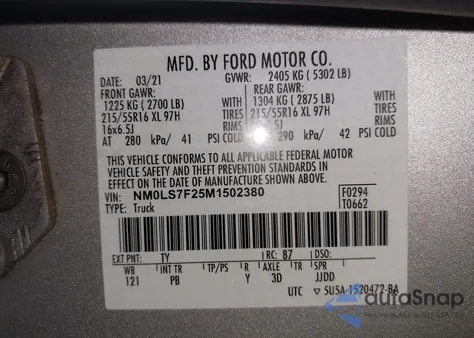 MFD. BY FORD MOTOR CO.
DATE: 03/21 GVWR: 2405 KG ( 5302 LB)
FRONT GAWR: REAR GAWR:
1225 KG ( 2700 LB) WITH 1304 KG ( 2875 LB) WITH
215/55R16 XL 97H TIRES 215/55R16 XL 97H TIRES
16x6.5J RIMS RIMS
AT 280 kPa/ 41 PSI COLD 290 kPa/ 42 PSI COLD
THIS VEHICLE CONFORMS TO ALL APPLICABLE FEDERAL MOTOR
VEHICLE SAFETY AND THEFT PREVENTION STANDARDS IN EFFECT
ON THE DATE OF MANUFACTURE SHOWN ABOVE.
VIN: NM0LS7F25M1502380 F0294
TYPE: Truck T0662
EXT PNT: TY RC: 87 DSO:
WB INT TR TP/PS R AXLE TR SPR
121 PB Y 3D JJDD
UTC 5U5A-1520472-BA
autoSnap